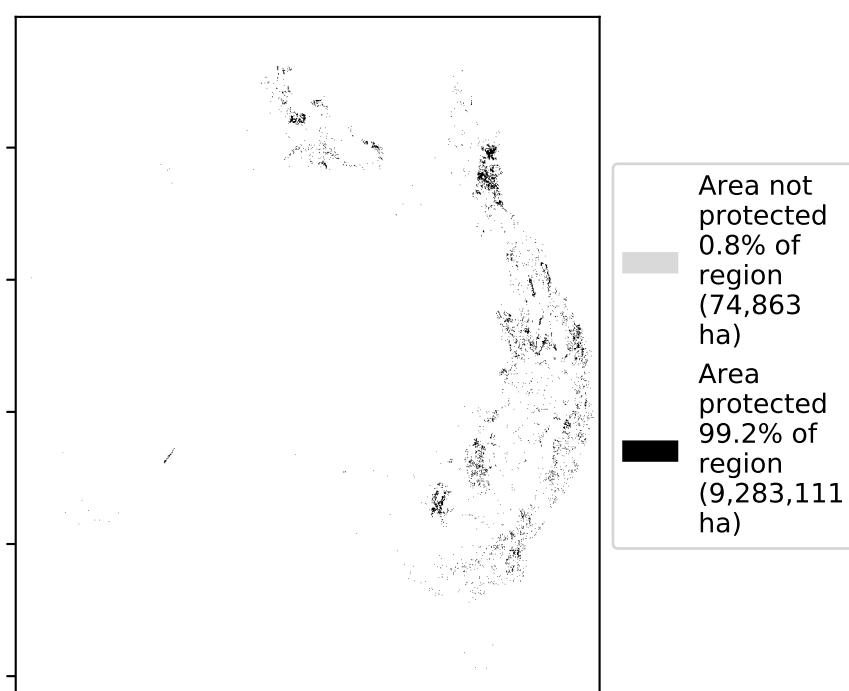 Area not
protected
0.8% of
region
(74,863
ha)
Area
protected
99.2% of
region
(9,283,111
ha)